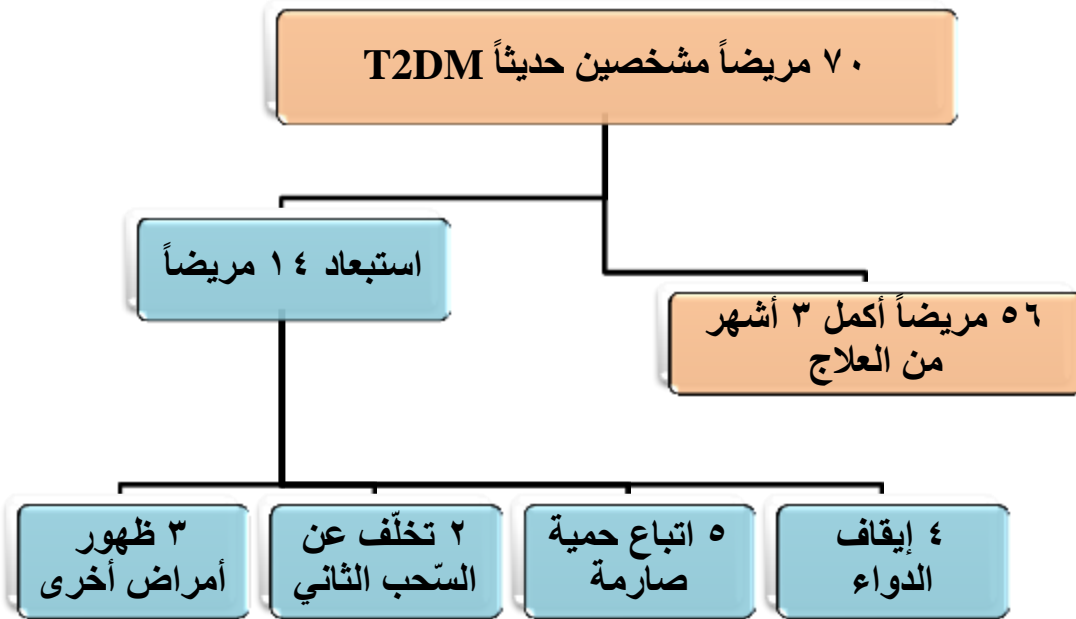 ٧٠ مريضاً مشخصين حديثاً T2DM
استبعاد ١٤ مريضاً
٥٦ مريضاً أكمل ٣ أشهر
من العلاج
٤ إيقاف
الدواء
٥ اتباع حمية
صارمة
٢ تخلّف عن
السّحب الثاني
٣ ظهور
أمراض أخرى